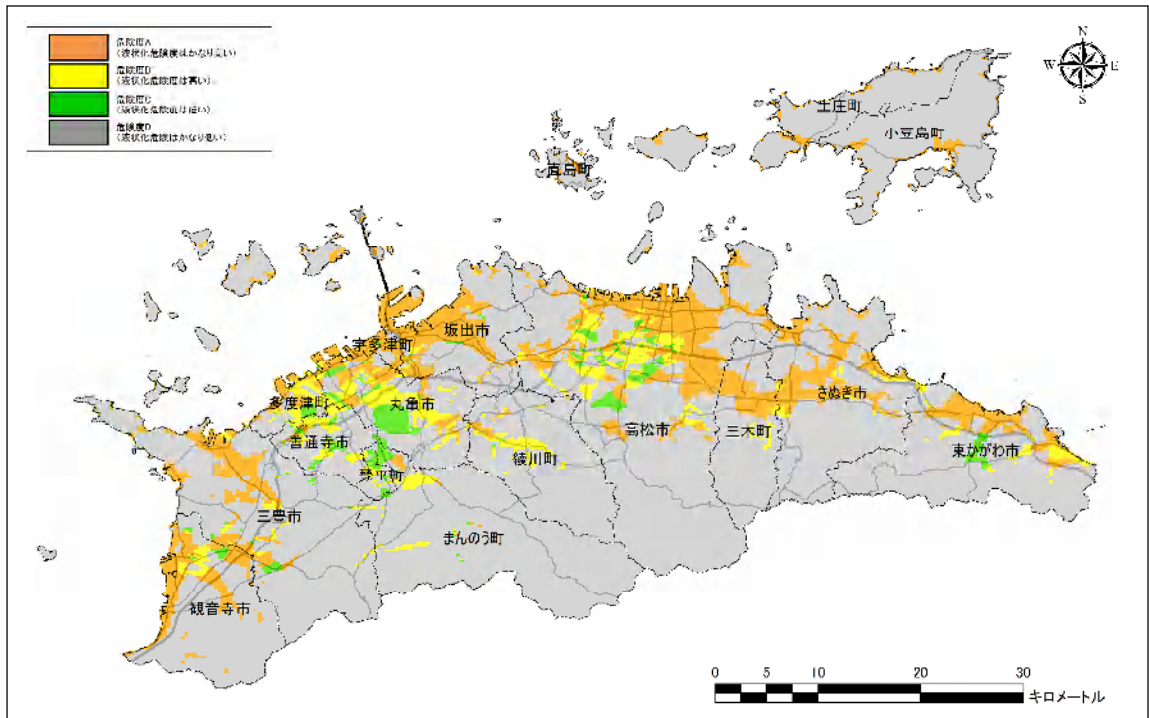 危険度A
(液状化危険度はかなり高い)
危険度B
(液状化危険度は高い)
危険度C
(液状化危険度は低い)
危険度D
(液状化危険はかなり低い)
N
W
E
S
土庄町
小豆島町
直島町
坂出市
宇多津町
多度津町
丸亀市
さぬき市
善通寺市
高松市
三木町
東かがわ市
綾川町
琴平町
三豊市
まんのう町
観音寺市
0 5 10 20 30
キロメートル